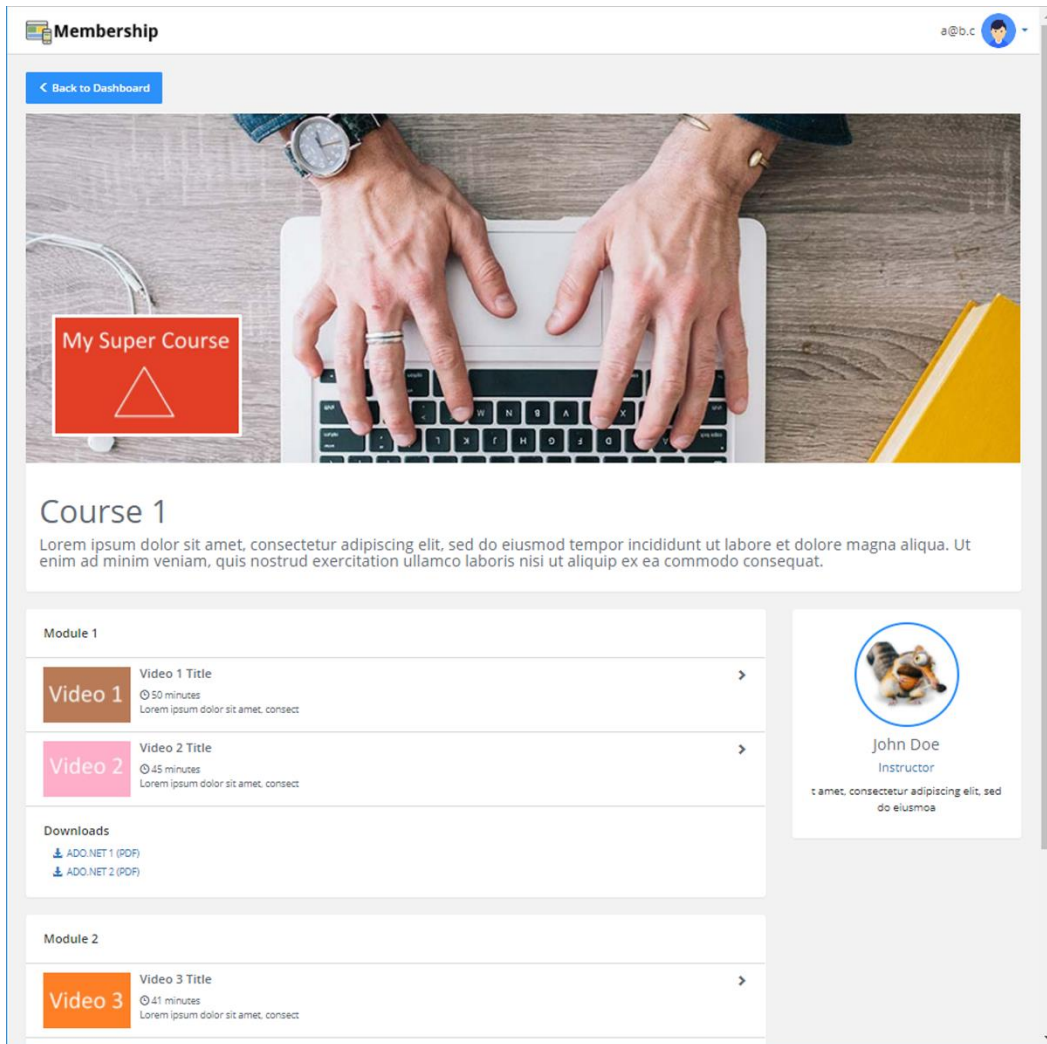 Membership
a@b.c
Back to Dashboard
My Super Course
Course 1
Lorem ipsum dolor sit amet, consectetur adipiscing elit, sed do eiusmod tempor incididunt ut labore et dolore magna aliqua. Ut
enim ad minim veniam, quis nostrud exercitation ullamco laboris nisi ut aliquip ex ea commodo consequat.
Module 1
Video 1
Video 1 Title
50 minutes
Lorem ipsum dolor sit amet, consect
Video 2
Video 2 Title
45 minutes
Lorem ipsum dolor sit amet, consect
Downloads
ADO.NET 1 (PDF)
ADO.NET 2 (PDF)
John Doe
Instructor
t amet, consectetur adipiscing elit, sed
do eiusmoa
Module 2
Video 3
Video 3 Title
41 minutes
Lorem ipsum dolor sit amet, consect